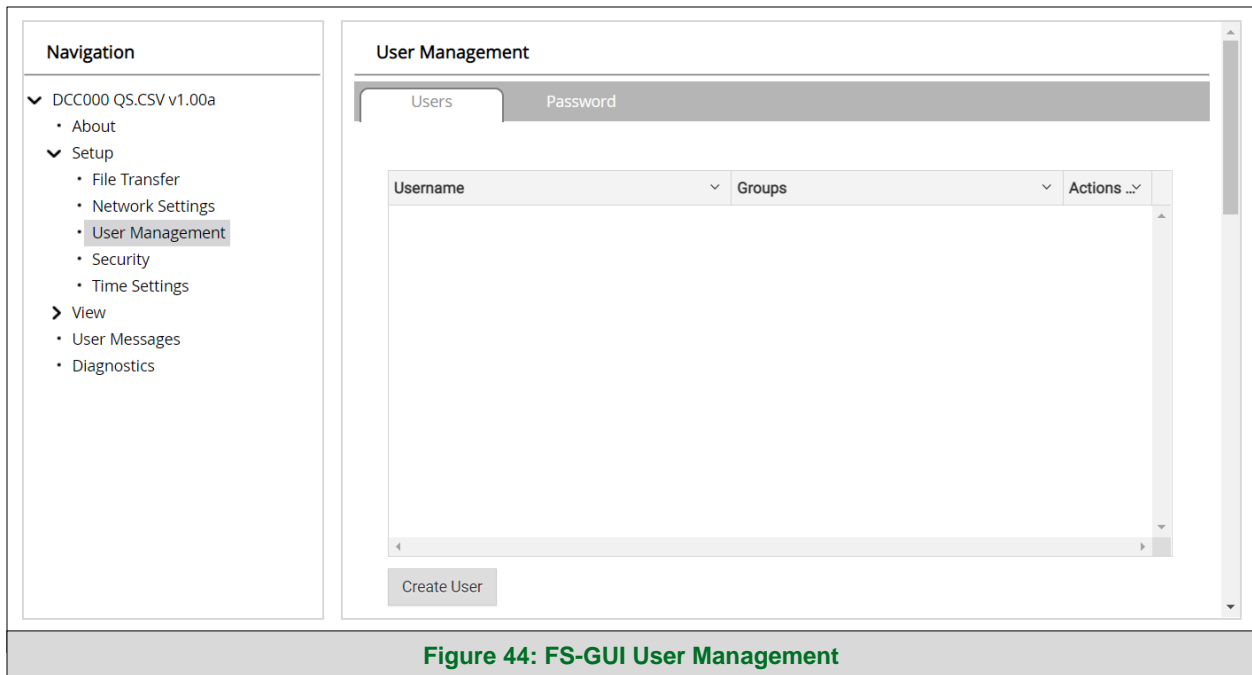 Navigation
DCC000 QS.CSV v1.00a
About
Setup
File Transfer
Network Settings
User Management
Security
Time Settings
View
User Messages
Diagnostics
User Management
Users Password
Username Groups Actions ...
Create User
Figure 44: FS-GUI User Management